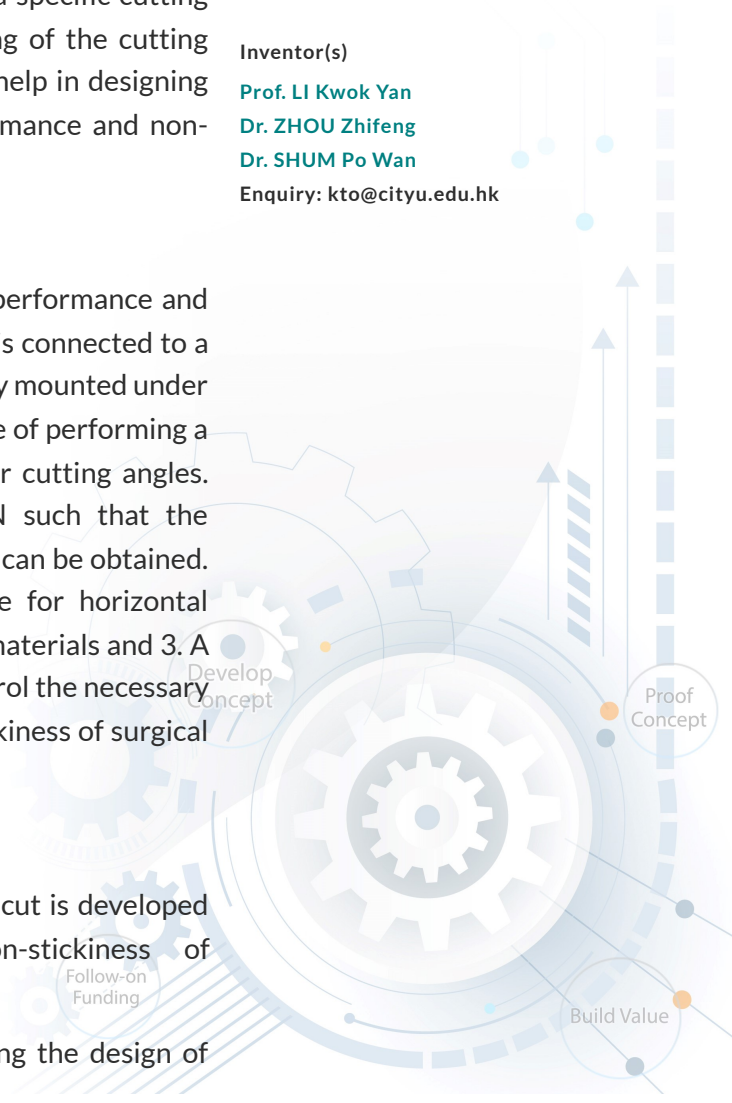 ng of the cutting
help in designing
mance and non-
performance and
s connected to a
y mounted under
e of performing a
r cutting angles.
such that the
can be obtained.
e for horizontal
materials and 3. A
rol the necessary
kiness of surgical
cut is developed
n-stickiness of
ng the design of
Inventor(s)
Prof. LI Kwok Yan
Dr. ZHOU Zhifeng
Dr. SHUM Po Wan
Enquiry: kto@cityu.edu.hk
Develop
Concept
Proof
Concept
Follow-on
Funding
Build Value